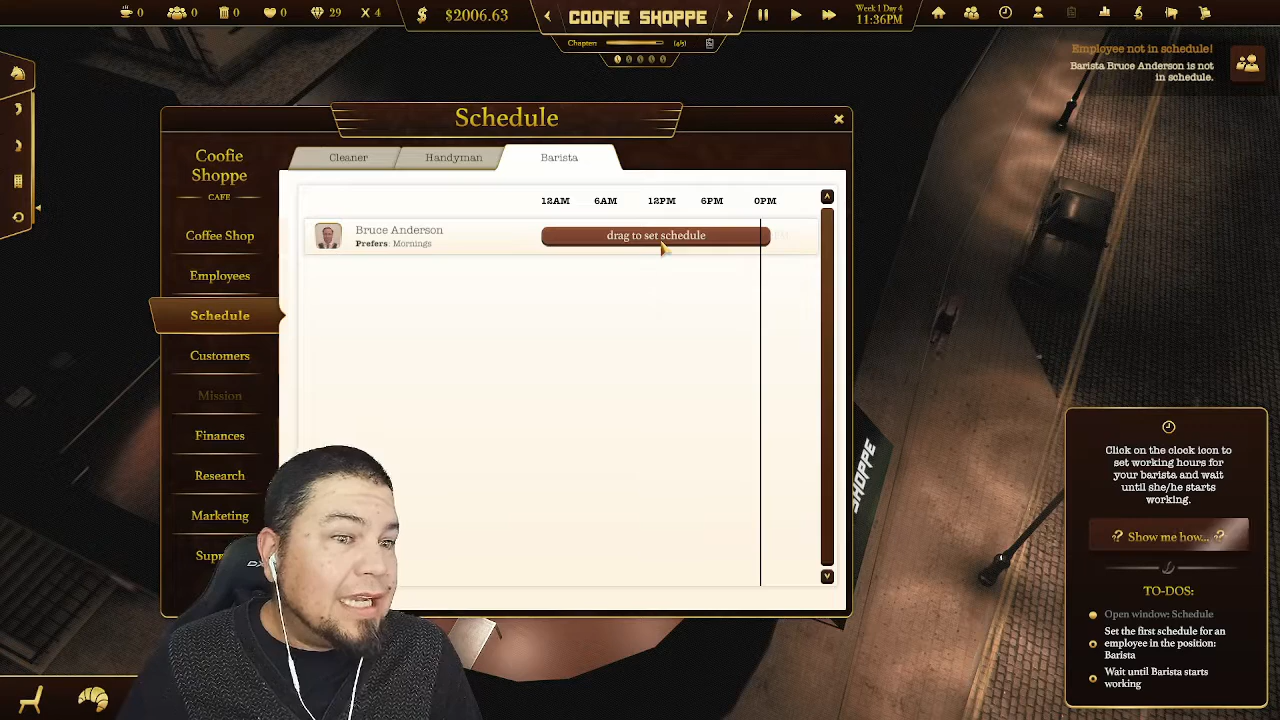 0 0 0 0 29 4
$2006.63
COOFIE SHOPPE
Chapter: (4/5)
Week 1 Day 4
11:36PM
Employee not in schedule!
Barista Bruce Anderson is not
in schedule.
Schedule
Coofie
Shoppe
CAFE
Coffee Shop
Employees
Schedule
Customers
Mission
Finances
Research
Marketing
Cleaner
Handyman
Barista
12AM 6AM 12PM 6PM 0PM
Bruce Anderson
Prefers: Mornings
drag to set schedule
SHOPPE
Click on the clock icon to
set working hours for
your barista and wait
until she/he starts
working.
? Show me how... ?
TO-DOS:
Open window: Schedule
Set the first schedule for an
employee in the position:
Barista
Wait until Barista starts
working